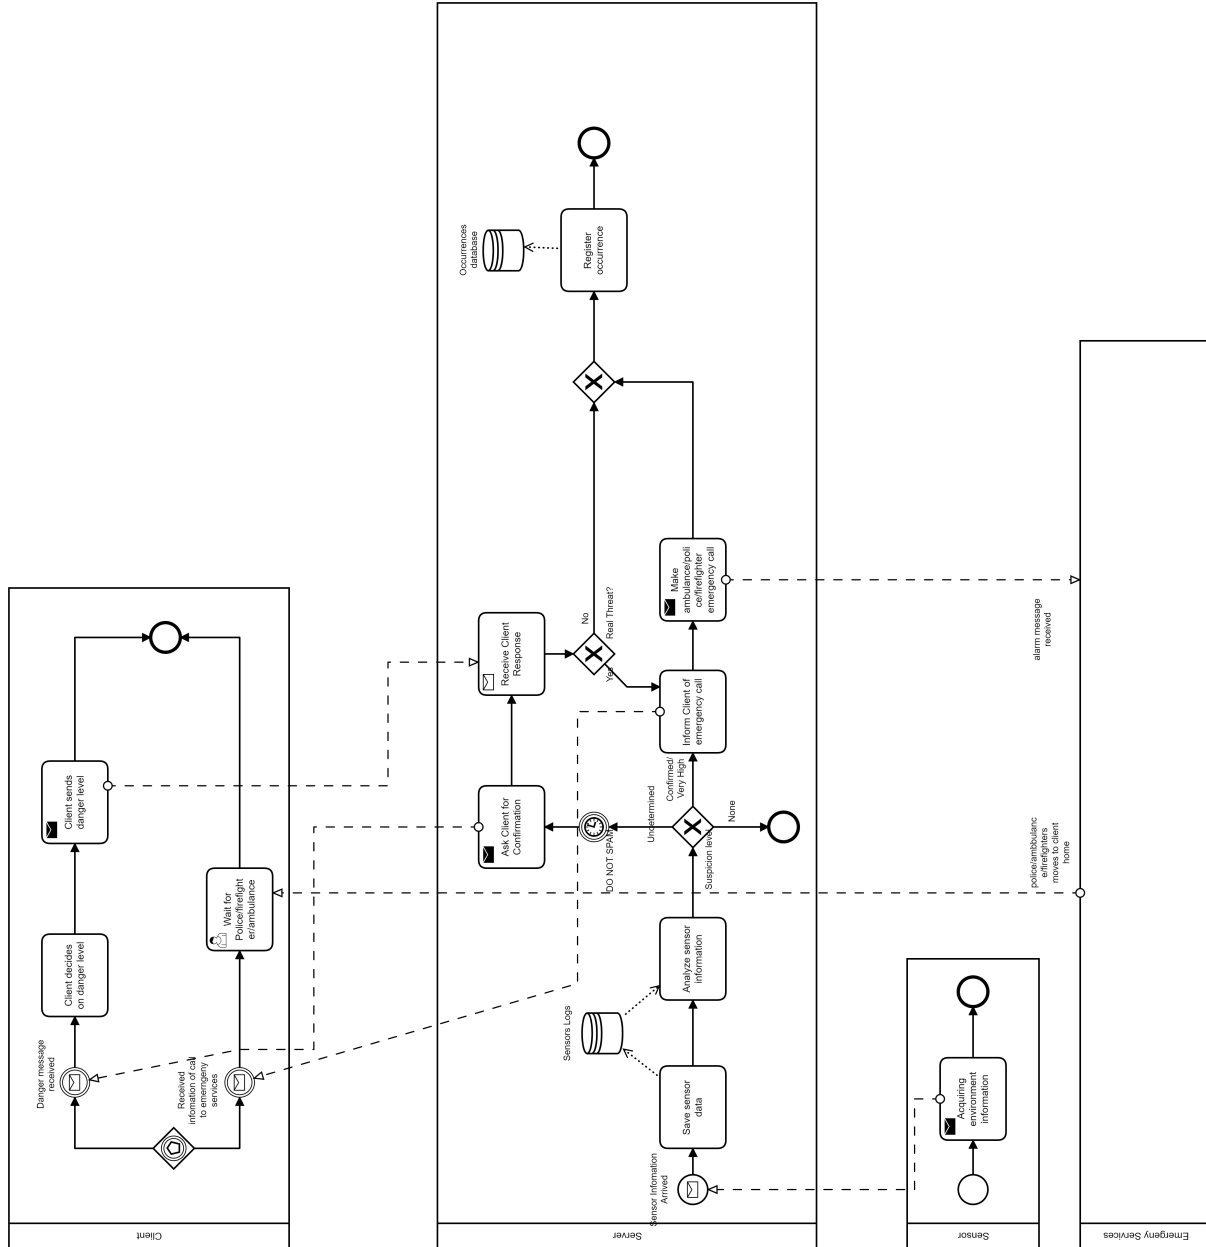 Occurrences
database
Register
occurrence
No
Real Threat?
Yes
Receive Client
Response
Make
ambulance/poli
ce/firefighter
emergency call
alarm message
received
Inform Client of
emergency call
Confirmed/
Very High
Undetermined
None
Suspicion level
DO NOT SPAM
Ask Client for
Confirmation
Client sends
danger level
Wait for
Police/firefight
er/ambulance
police/ambbulanc
e/firefighters
moves to client
home
Client decides
on danger level
Analyze sensor
information
Sensors Logs
Danger message
received
Received
infomation of call
to emerngeny
services
Save sensor
data
Acquiring
environment
information
Sensor Infomation
Arrived
Client
Server
Sensor
Emergeny Services